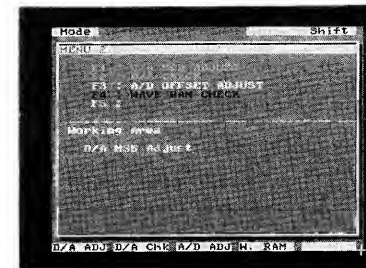 Mode Shift
MENU 2
F3 : A/D OFFSET ADJUST
F4 : WAVE RAM CHECK
F5 :
Working Area
D/A MSB Adjust
D/A ADJ D/A Chk A/D ADJ W. RAM